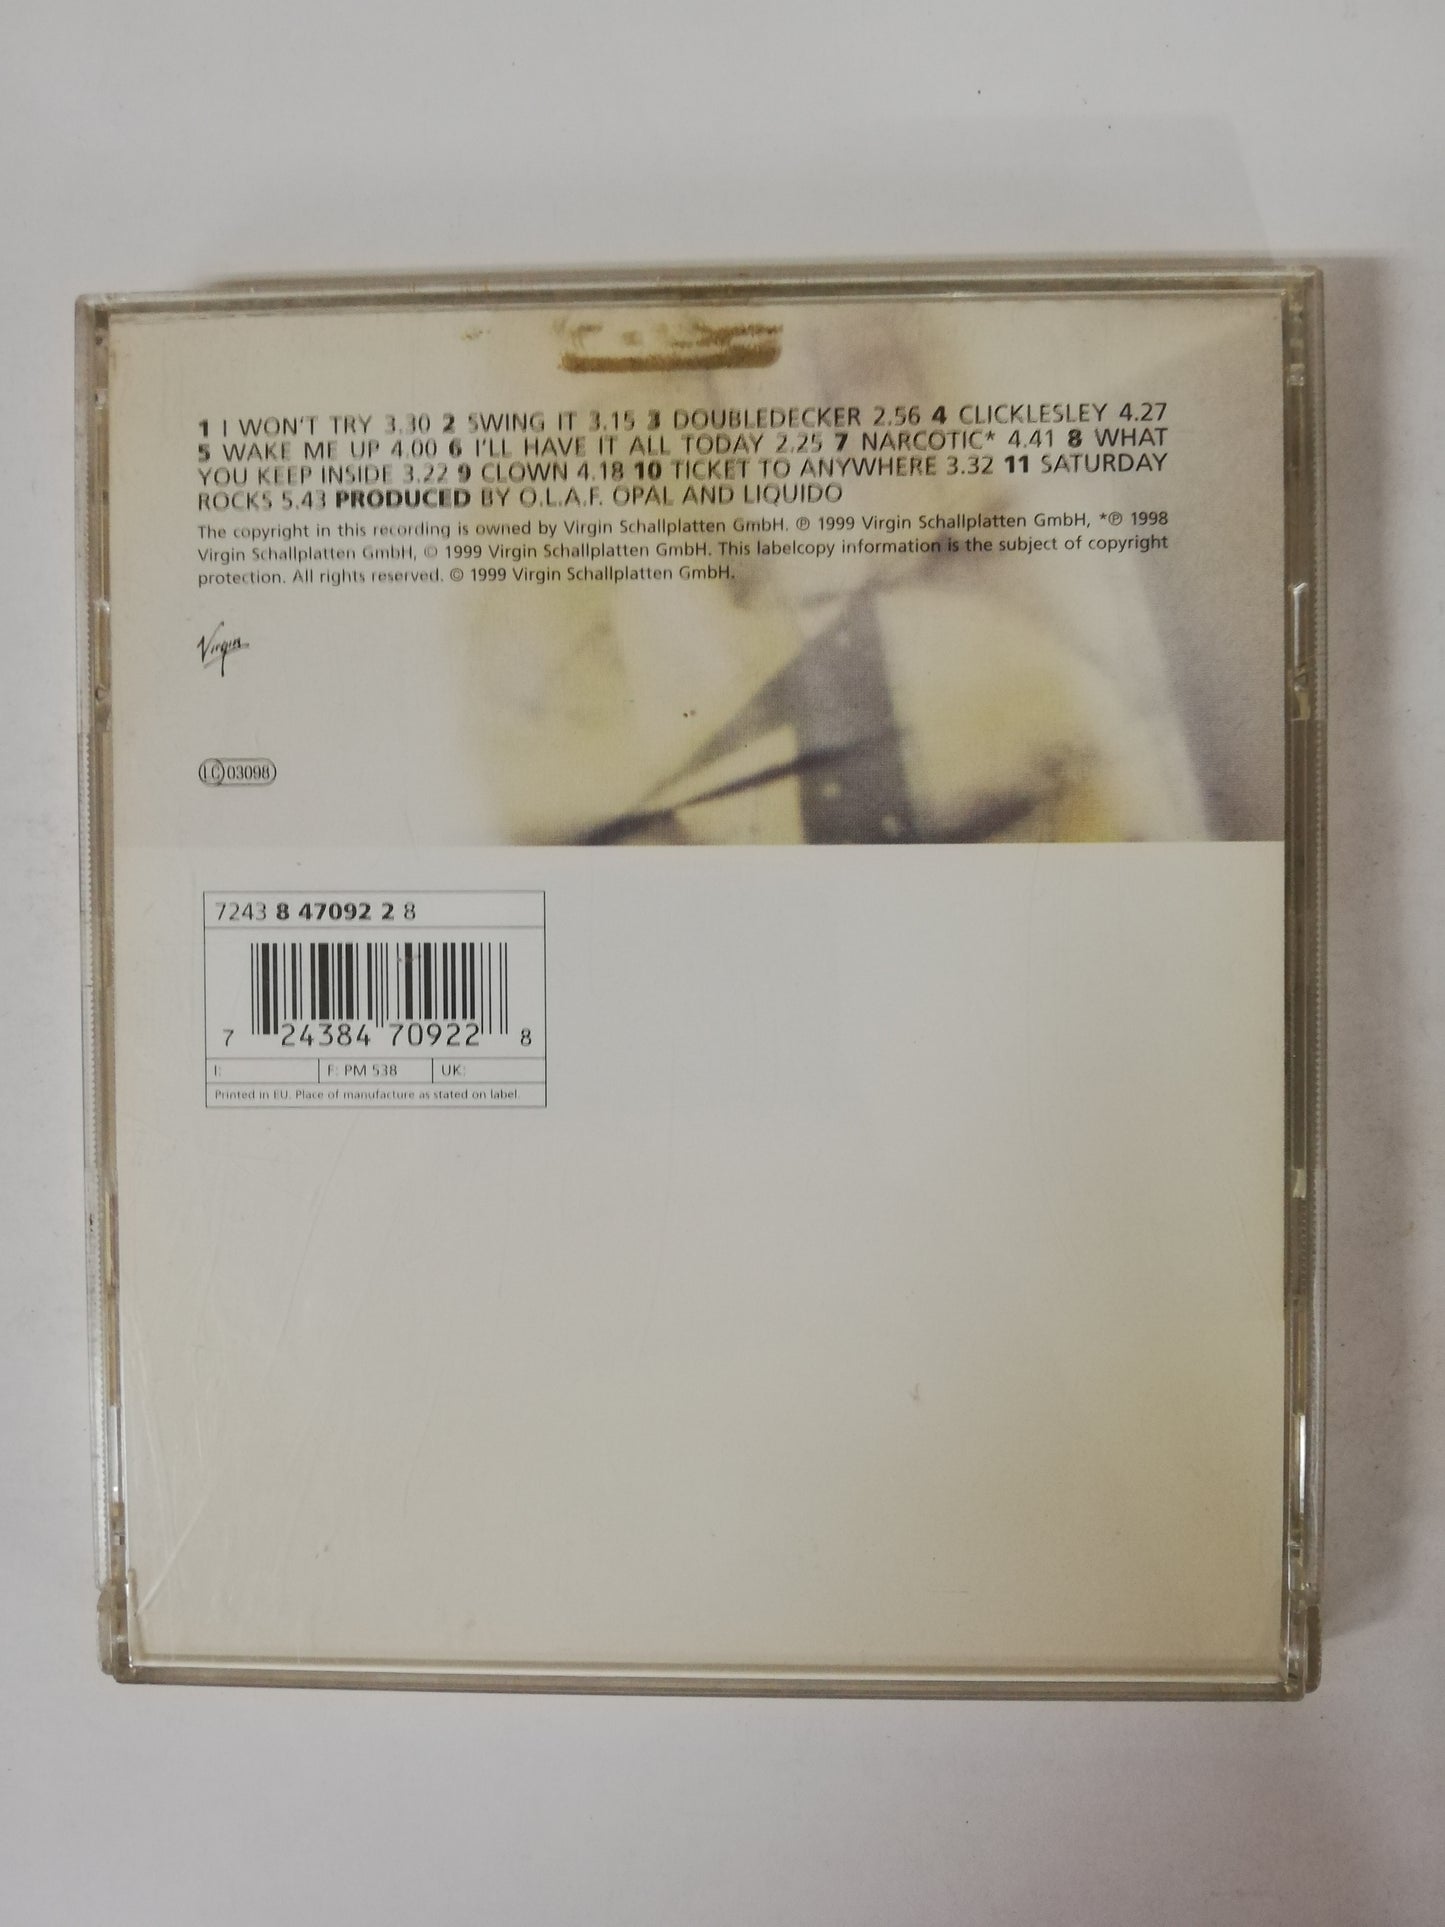 1 I WON'T TRY 3.30 2 SWING IT 3.15 3 DOUBLEDECKER 2.56 4 CLICKLESLEY 4.27
5 WAKE ME UP 4.00 6 I'LL HAVE IT ALL TODAY 2.25 7 NARCOTIC* 4.41 8 WHAT
YOU KEEP INSIDE 3.22 9 CLOWN 4.18 10 TICKET TO ANYWHERE 3.32 11 SATURDAY
ROCKS 5.43 PRODUCED BY O.L.A.F. OPAL AND LIQUIDO
The copyright in this recording is owned by Virgin Schallplatten GmbH. ℗ 1999 Virgin Schallplatten GmbH, *℗ 1998
Virgin Schallplatten GmbH, © 1999 Virgin Schallplatten GmbH. This labelcopy information is the subject of copyright
protection. All rights reserved. © 1999 Virgin Schallplatten GmbH.
Virgin
LC 03098
7243 8 47092 2 8
7 24384 70922 8
I: F: PM 538 UK:
Printed in EU. Place of manufacture as stated on label.